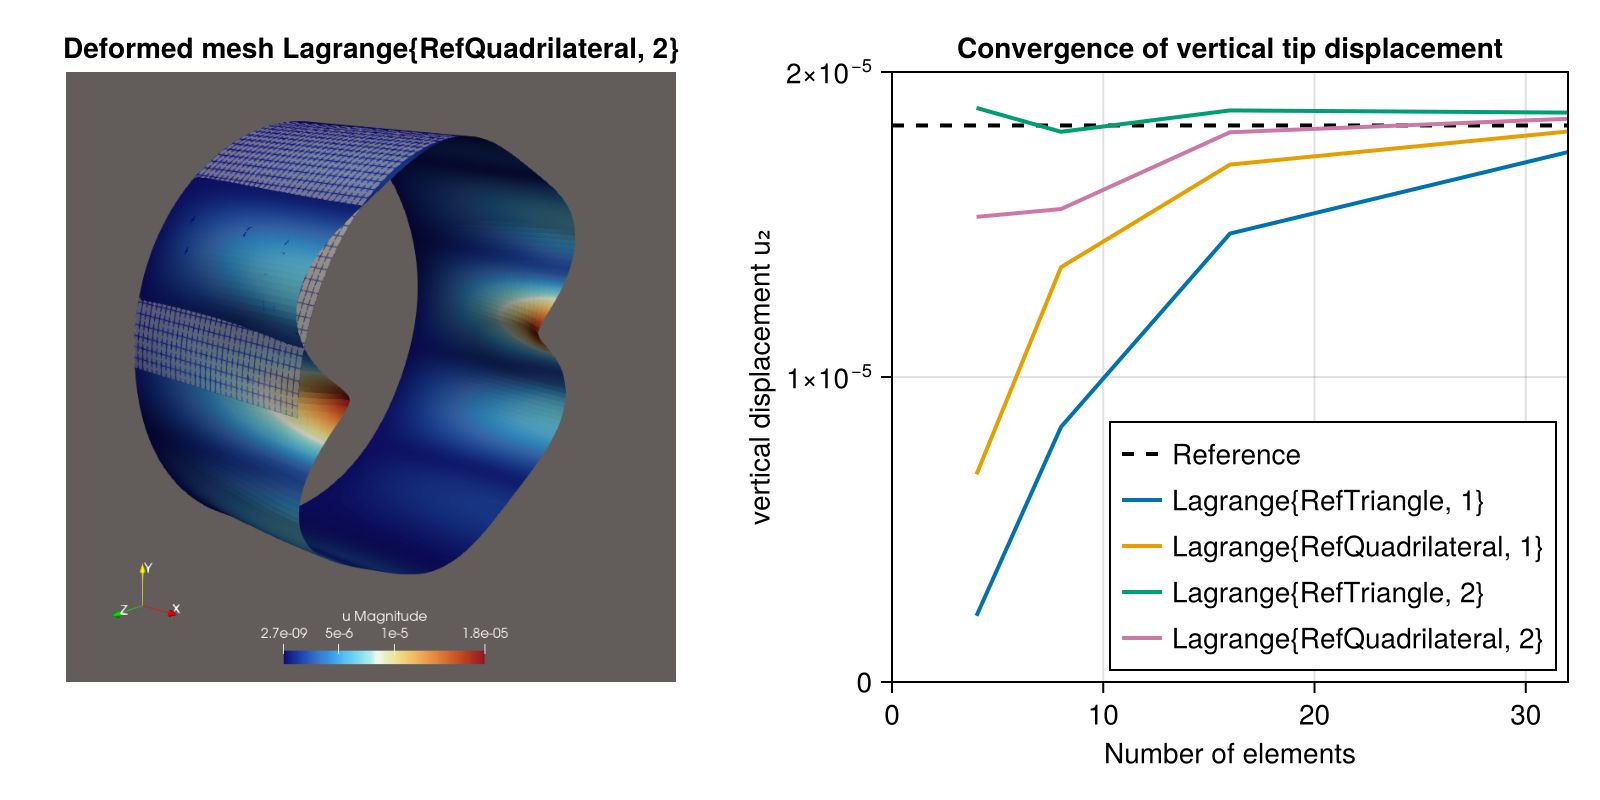 Deformed mesh Lagrange{RefQuadrilateral, 2}
Y
Z
X
u Magnitude
2.7e-09 5e-6 1e-5 1.8e-05
Convergence of vertical tip displacement
2×10⁻⁵
1×10⁻⁵
0
vertical displacement u₂
Reference
Lagrange{RefTriangle, 1}
Lagrange{RefQuadrilateral, 1}
Lagrange{RefTriangle, 2}
Lagrange{RefQuadrilateral, 2}
0 10 20 30
Number of elements